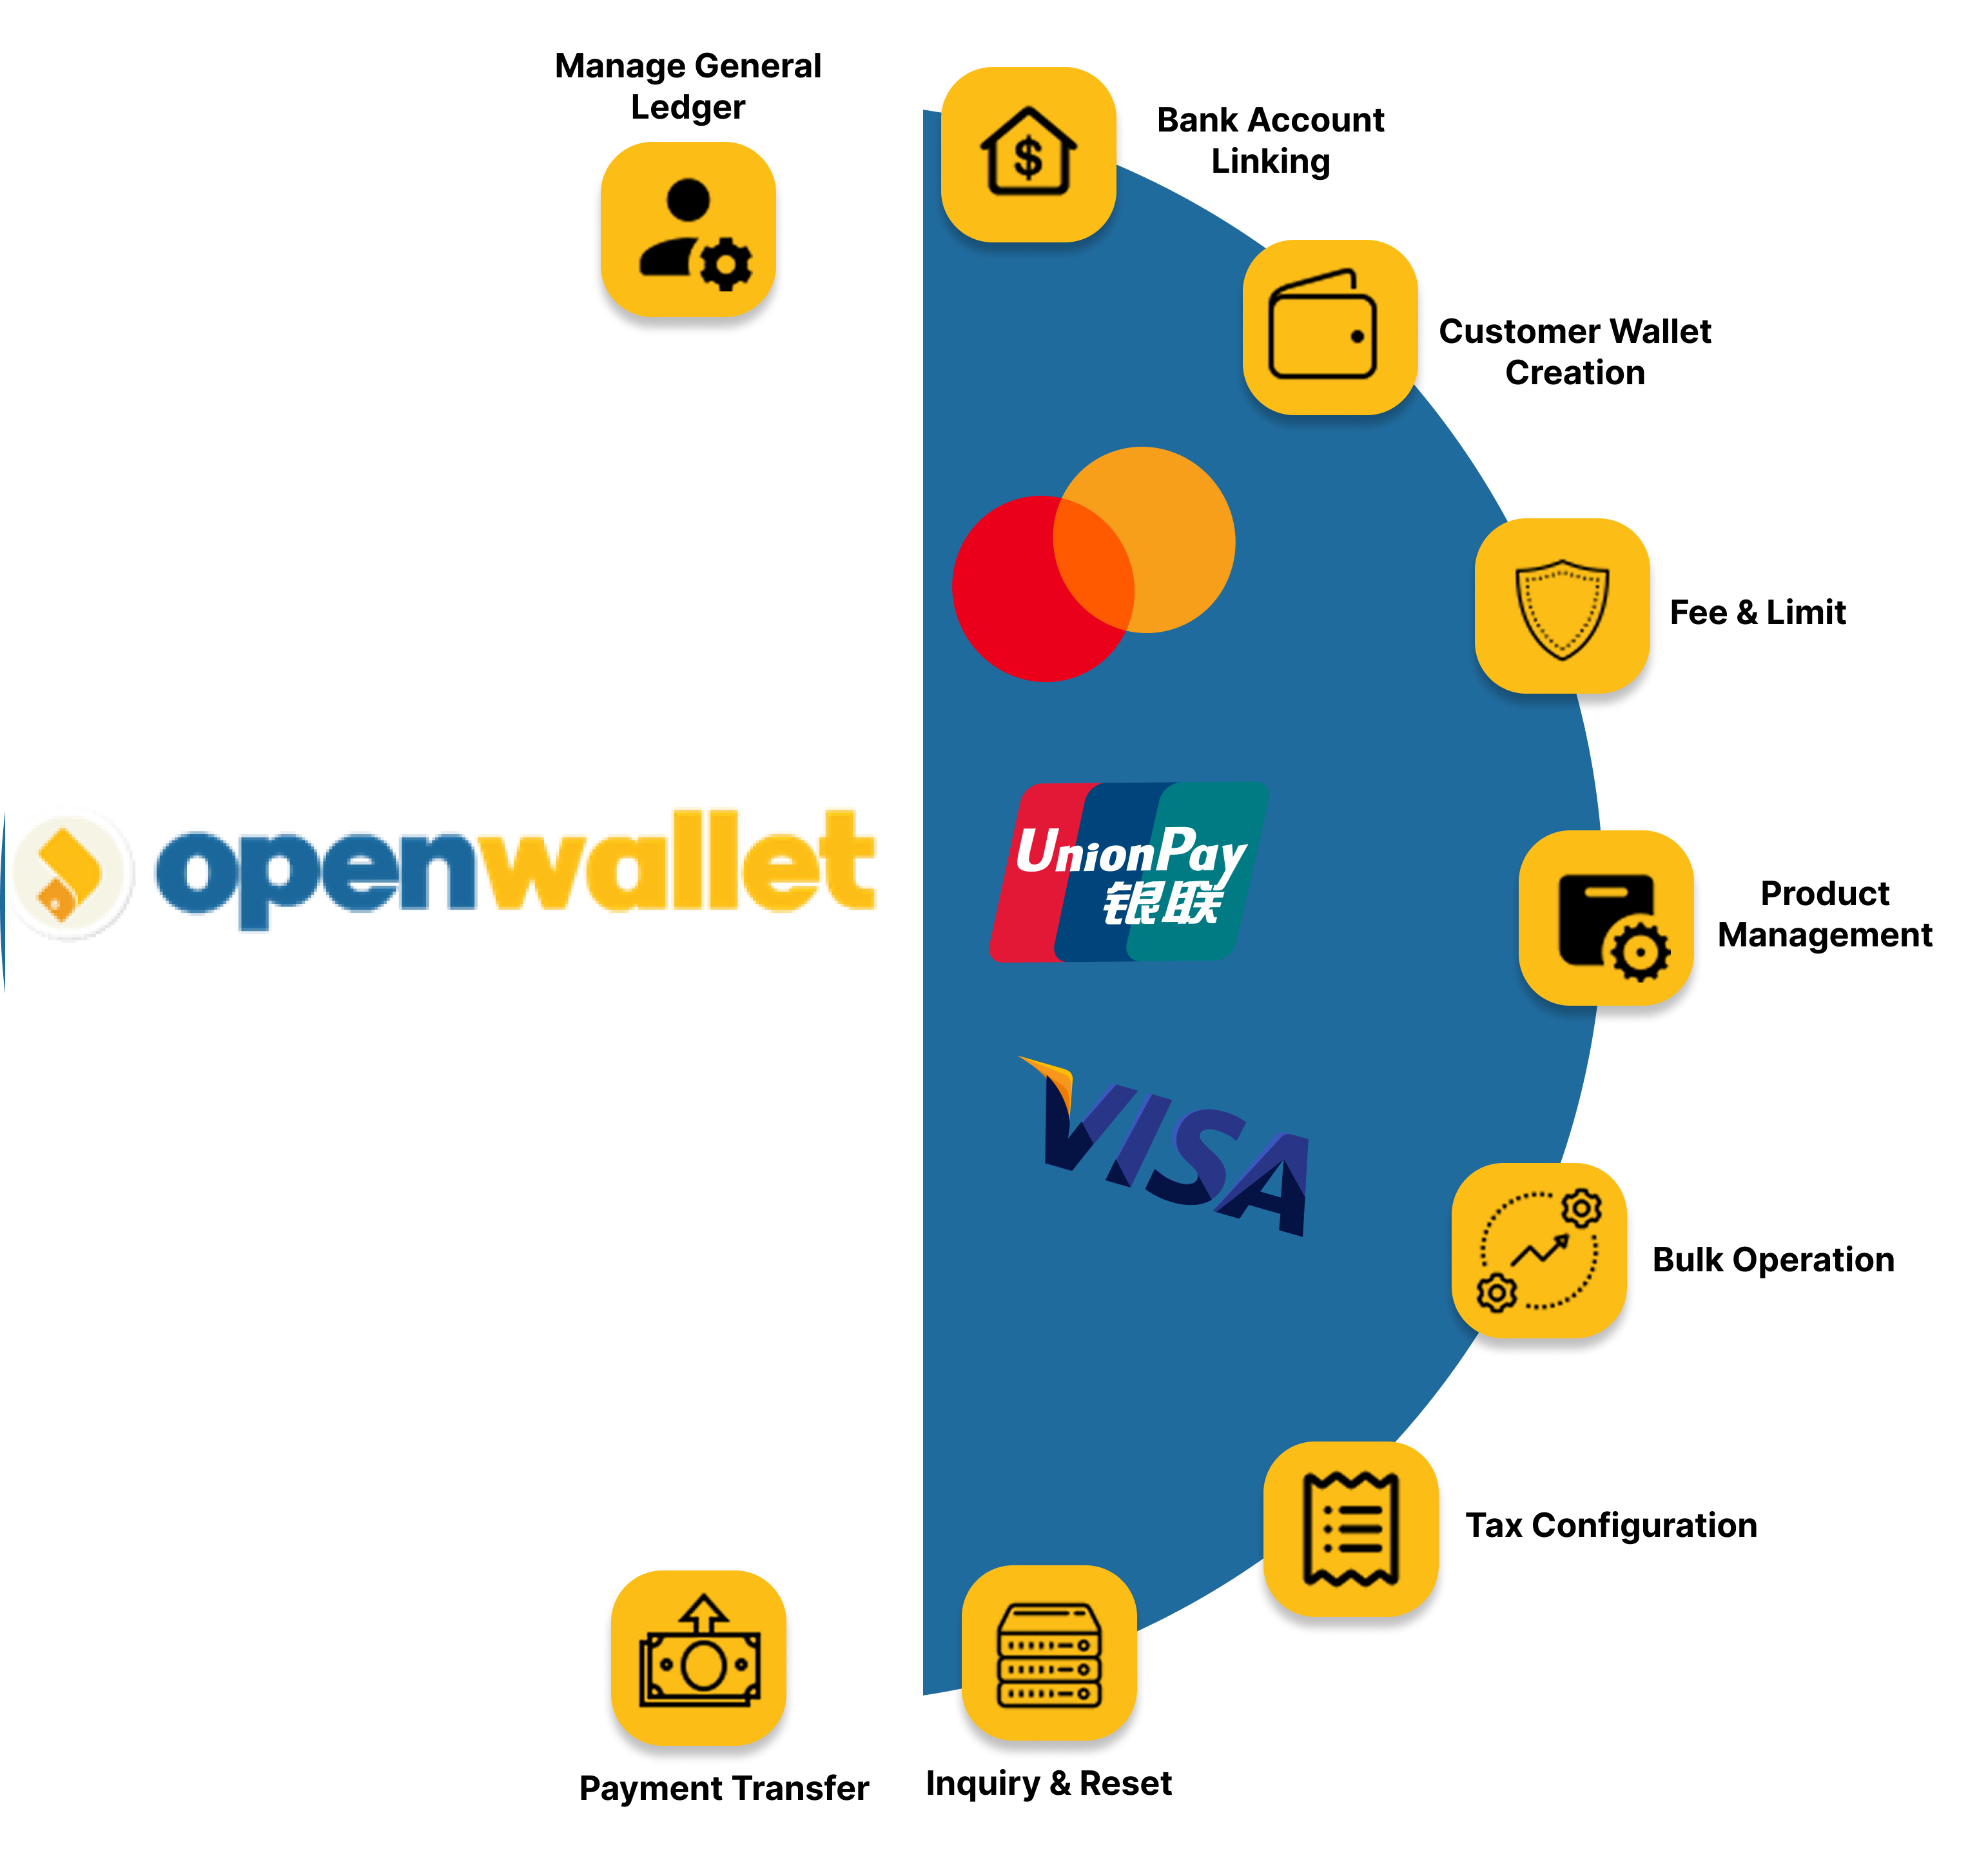 Manage General
Ledger
Bank Account
Linking
Customer Wallet
Creation
Fee & Limit
openwallet
UnionPay
银联
Product
Management
VISA
Bulk Operation
Tax Configuration
Payment Transfer
Inquiry & Reset